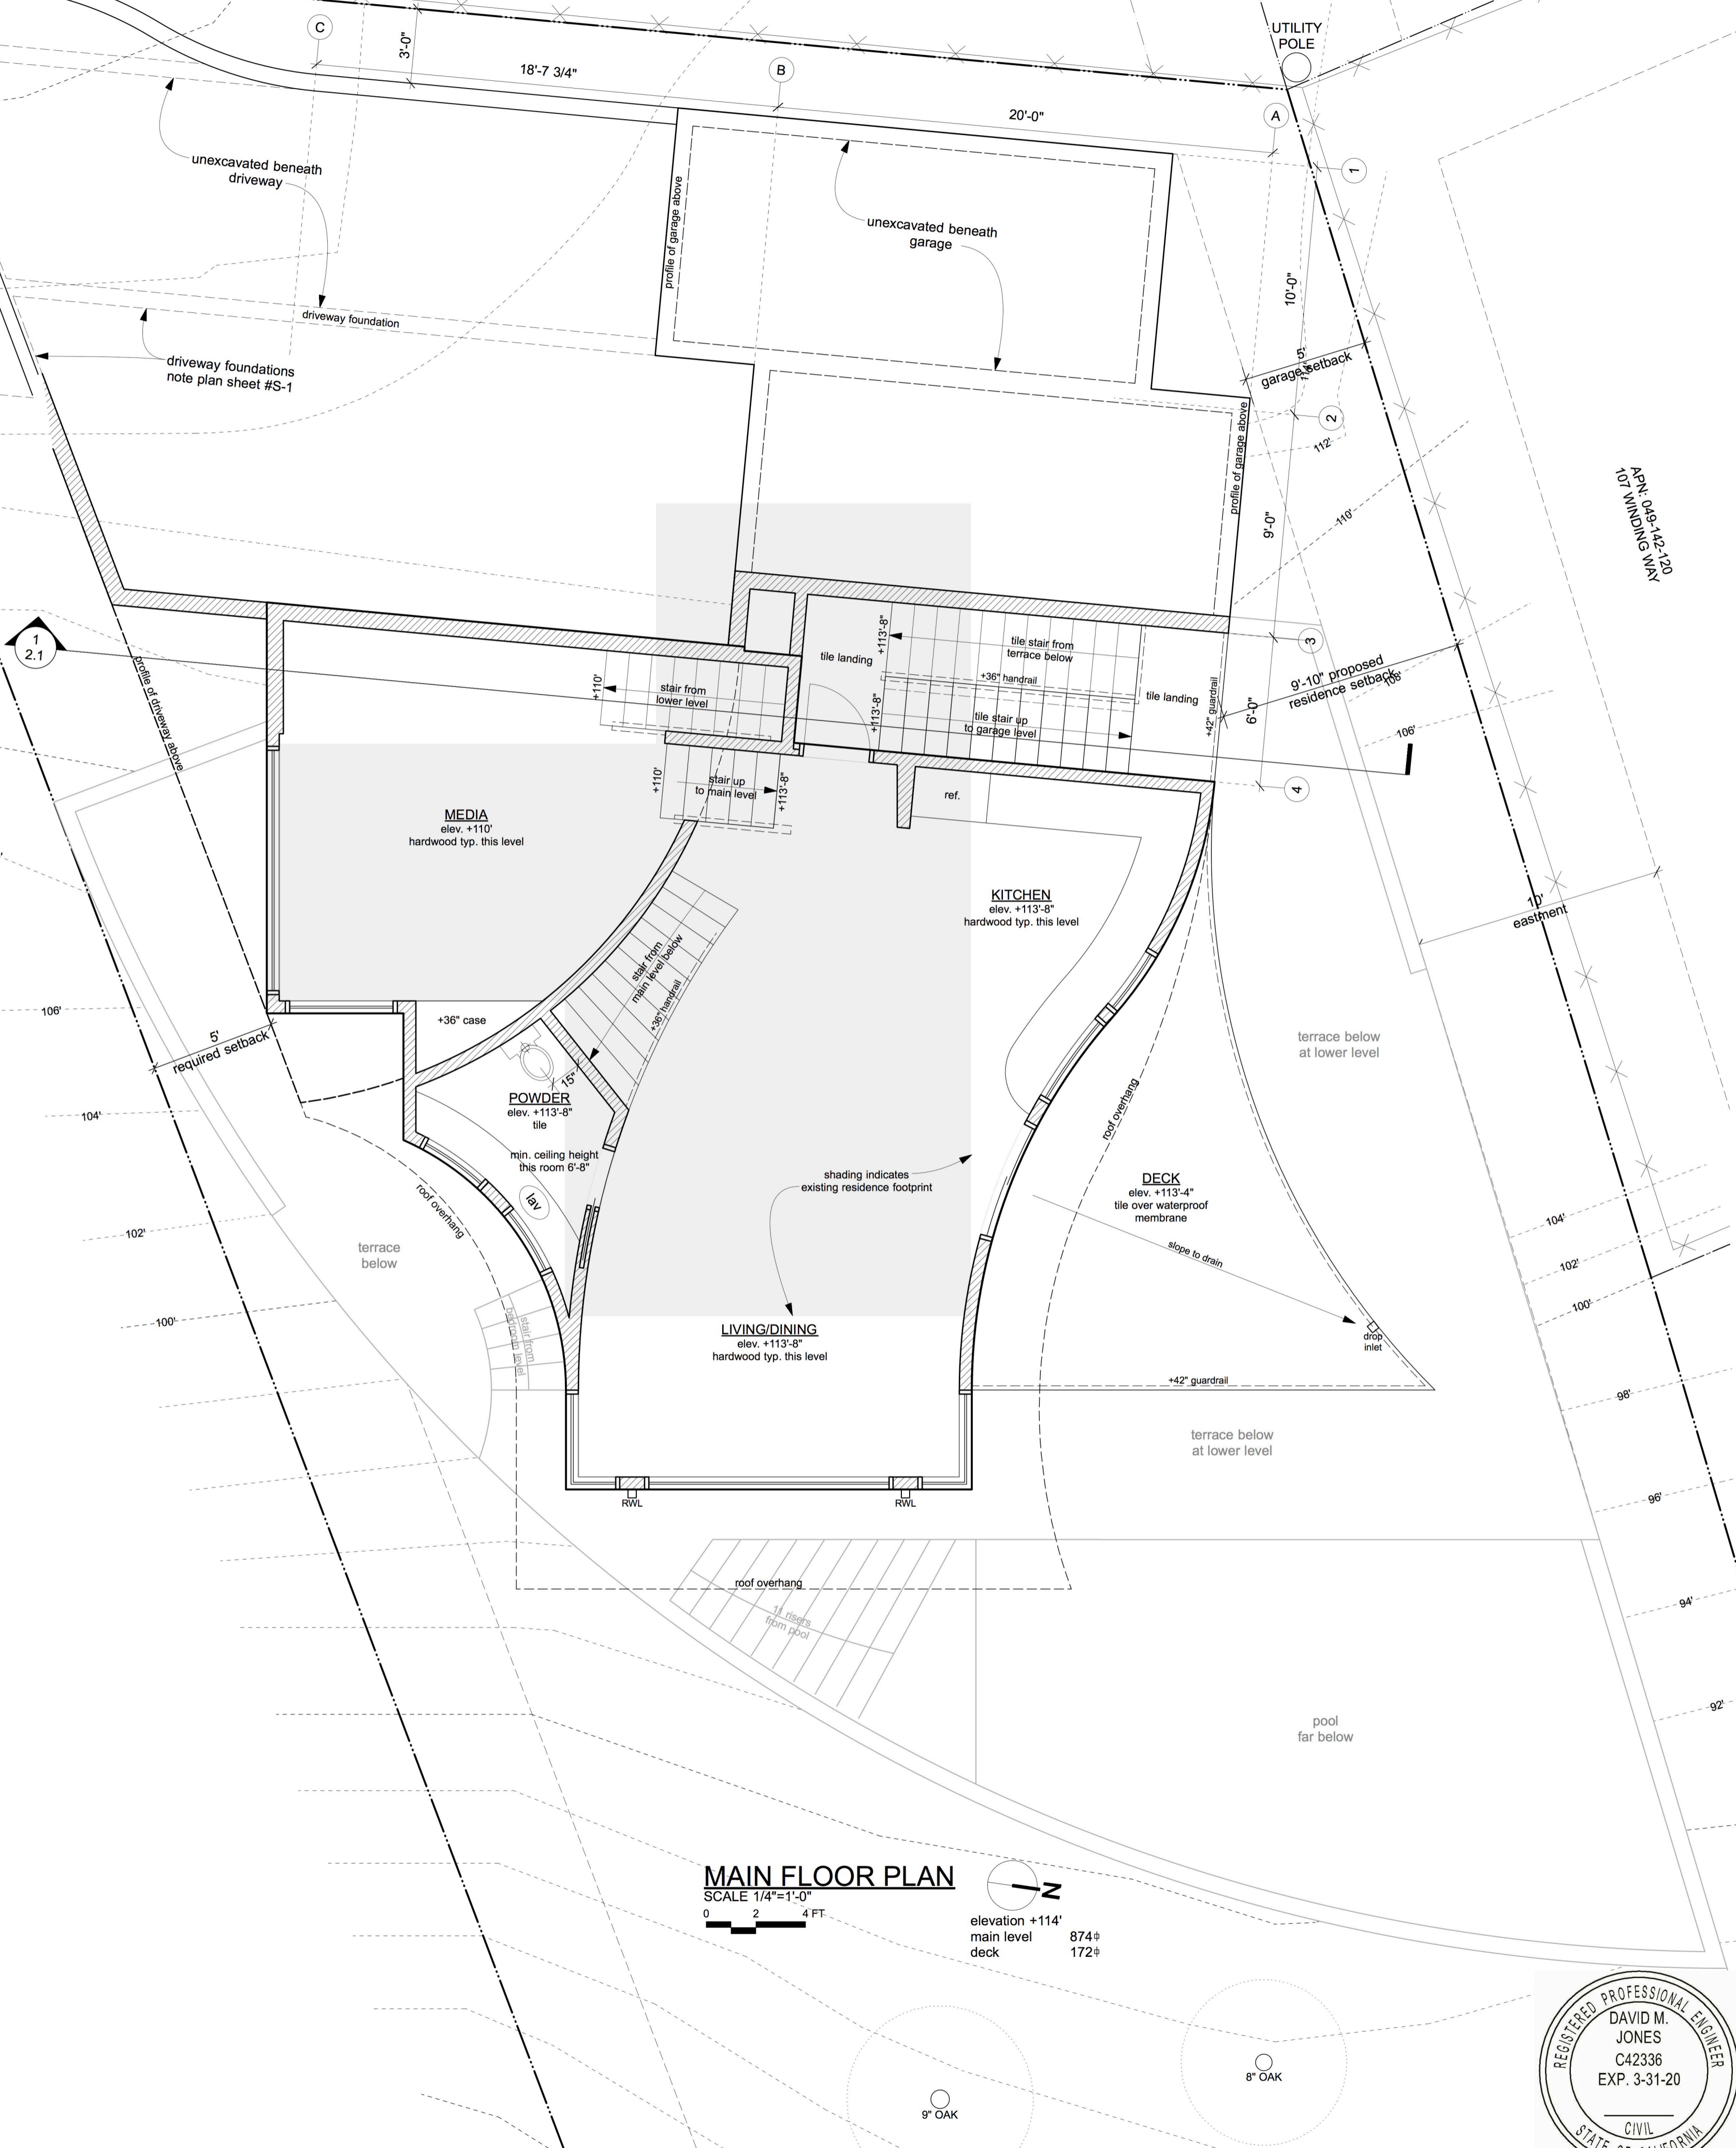 UTILITY
POLE
C
3'-0"
18'-7 3/4"
B
20'-0"
A
1
unexcavated beneath
driveway
unexcavated beneath
garage
profile of garage above
10'-0"
driveway foundation
driveway foundations
note plan sheet #S-1
5'
garage setback
2
112'
profile of garage above
110'
9'-0"
APN: 049-142-120
107 WINDING WAY
1
2.1
profile of driveway above
+113'-8"
tile landing
tile stair from
terrace below
3
+36" handrail
tile landing
9'-10" proposed
residence setback
108'
+110'
stair from
lower level
+113'-8"
tile stair up
to garage level
+42" guardrail
6'-0"
106'
+110'
stair up
to main level
+113'-8"
ref.
4
MEDIA
elev. +110'
hardwood typ. this level
KITCHEN
elev. +113'-8"
hardwood typ. this level
10'
eastment
stair from
main level below
+36" handrail
106'
+36" case
5'
required setback
terrace below
at lower level
15"
POWDER
elev. +113'-8"
tile
104'
roof overhang
min. ceiling height
this room 6'-8"
shading indicates
existing residence footprint
DECK
elev. +113'-4"
tile over waterproof
membrane
lav
roof overhang
102'
terrace
below
slope to drain
104'
102'
100'
100'
stair from
bedroom level
LIVING/DINING
elev. +113'-8"
hardwood typ. this level
drop
inlet
+42" guardrail
98'
terrace below
at lower level
RWL
RWL
96'
roof overhang
11 risers
from pool
94'
92'
pool
far below
MAIN FLOOR PLAN
SCALE 1/4"=1'-0"
0 2 4 FT
N
elevation +114'
main level 874⌽
deck 172⌽
9" OAK
8" OAK
REGISTERED PROFESSIONAL ENGINEER
DAVID M.
JONES
C42336
EXP. 3-31-20
CIVIL
STATE OF CALIFORNIA